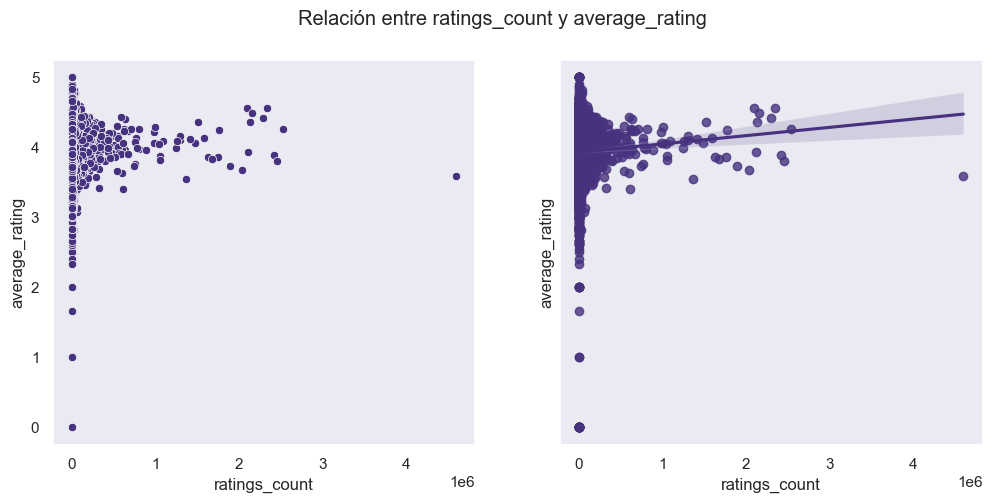 Relación entre ratings_count y average_rating
average_rating
5
4
3
2
1
0
0 1 2 3 4
1e6
ratings_count
average_rating
0 1 2 3 4
1e6
ratings_count